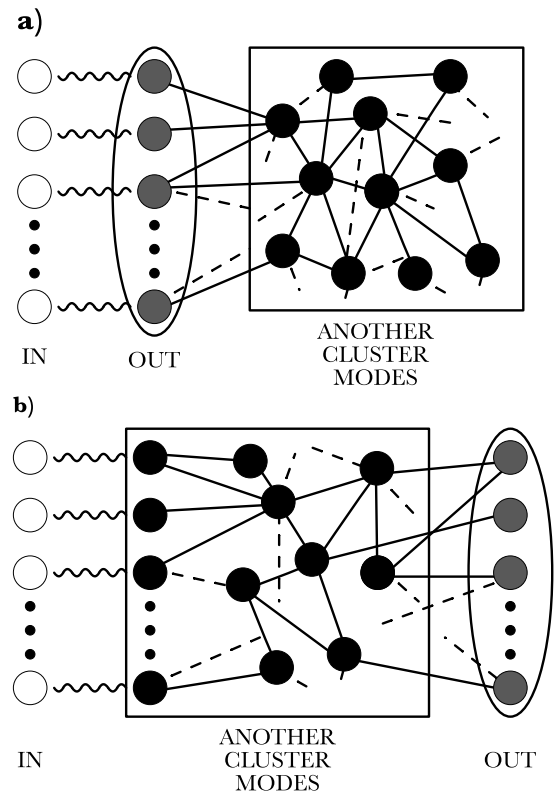 a)
IN
OUT
ANOTHER
CLUSTER
MODES
b)
ANOTHER
CLUSTER
MODES
IN
OUT